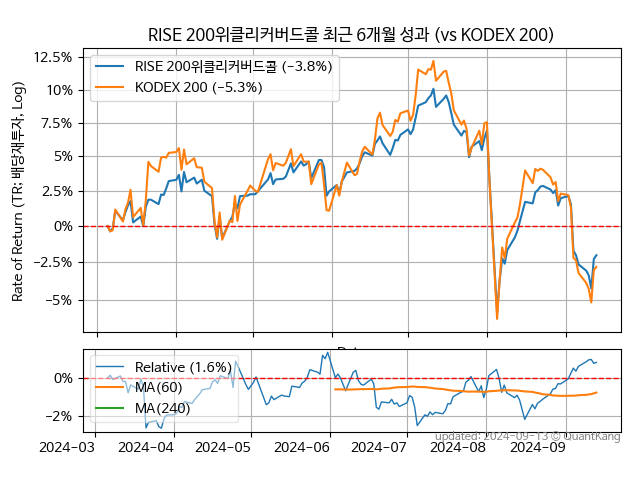 RISE 200위클리커버드콜 최근 6개월 성과 (vs KODEX 200)
Rate of Return (TR: 배당재투자, Log)
12.5%
10%
7.5%
5%
2.5%
0%
−2.5%
−5%
RISE 200위클리커버드콜 (−3.8%)
KODEX 200 (−5.3%)
0%
−2%
Relative (1.6%)
MA(60)
MA(240)
updated: 2024-09-13 © QuantKang
2024-03 2024-04 2024-05 2024-06 2024-07 2024-08 2024-09